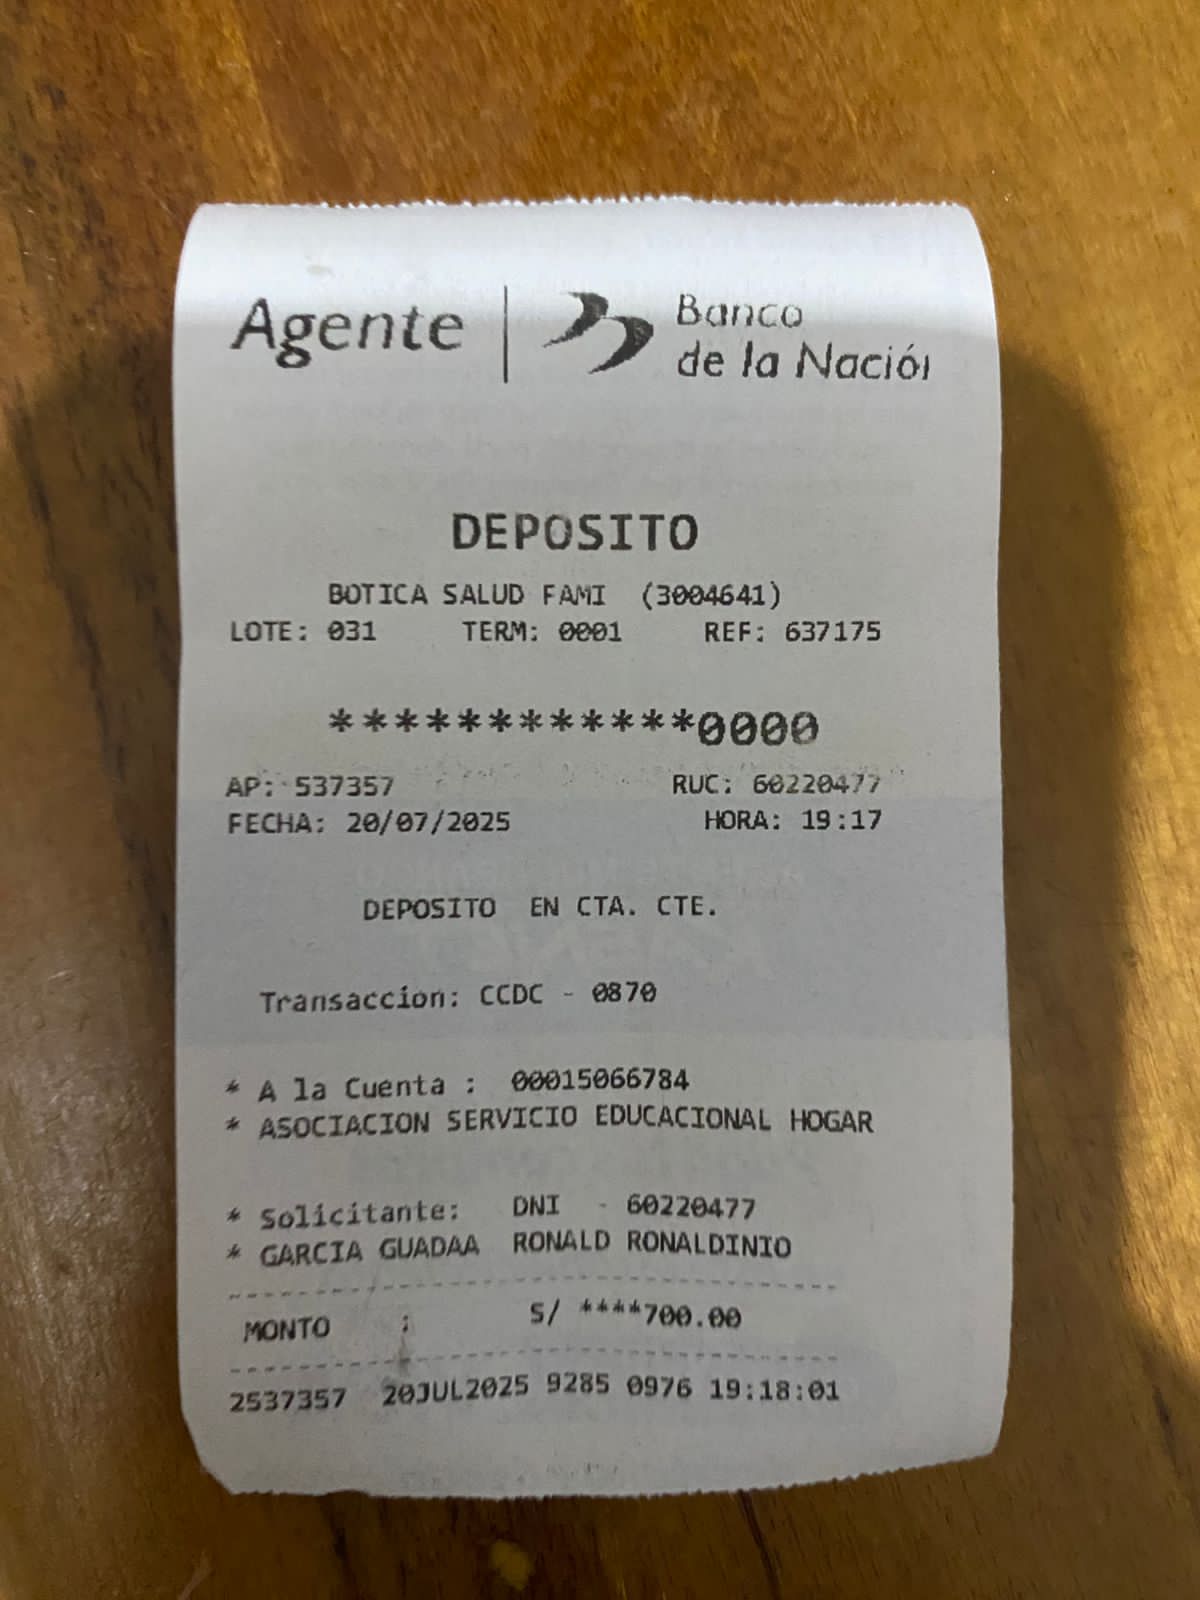 Agente | Banco
de la Nación
DEPOSITO
BOTICA SALUD FAMI (3004641)
LOTE: 031 TERM: 0001 REF: 637175
************0000
AP: 537357 RUC: 60220477
FECHA: 20/07/2025 HORA: 19:17
DEPOSITO EN CTA. CTE.
Transaccion: CCDC - 0870
* A la Cuenta : 00015066784
* ASOCIACION SERVICIO EDUCACIONAL HOGAR
* Solicitante: DNI - 60220477
* GARCIA GUADAA RONALD RONALDINIO
MONTO : S/ ****700.00
2537357 20JUL2025 9285 0976 19:18:01